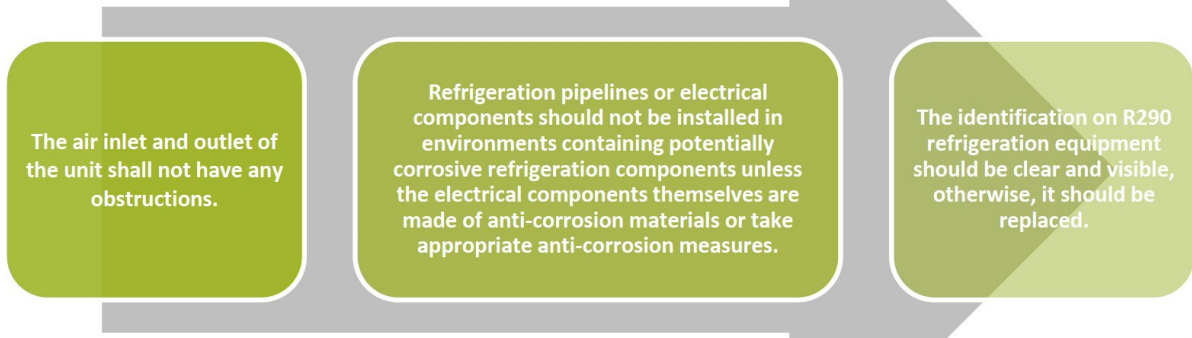 The air inlet and outlet of
the unit shall not have any
obstructions.
Refrigeration pipelines or electrical
components should not be installed in
environments containing potentially
corrosive refrigeration components unless
the electrical components themselves are
made of anti-corrosion materials or take
appropriate anti-corrosion measures.
The identification on R290
refrigeration equipment
should be clear and visible,
otherwise, it should be
replaced.